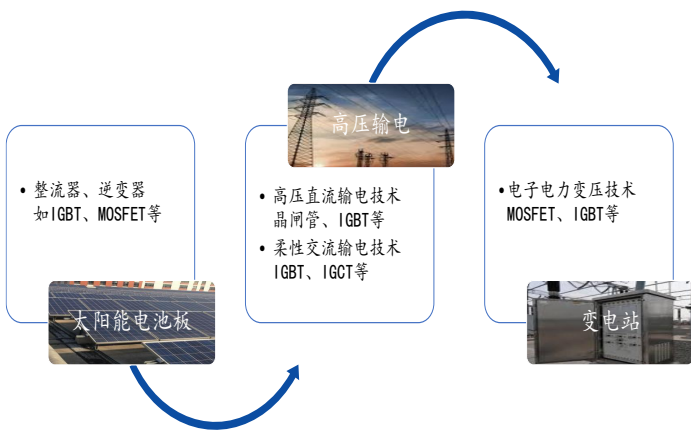 • 整流器、逆变器
如IGBT、MOSFET等
太阳能电池板
高压输电
• 高压直流输电技术
晶闸管、IGBT等
• 柔性交流输电技术
IGBT、IGCT等
•电子电力变压技术
MOSFET、IGBT等
变电站